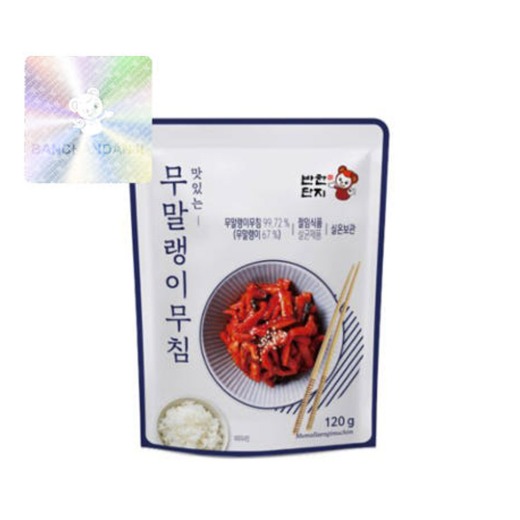 BANCHANDANJI
반찬
단지
맛있는
무말랭이무침
무말랭이무침 99.72 % | 절임식품 | 실온보관
(무말랭이 67 %) | 살균제품
120 g
Mumallaengimuchim